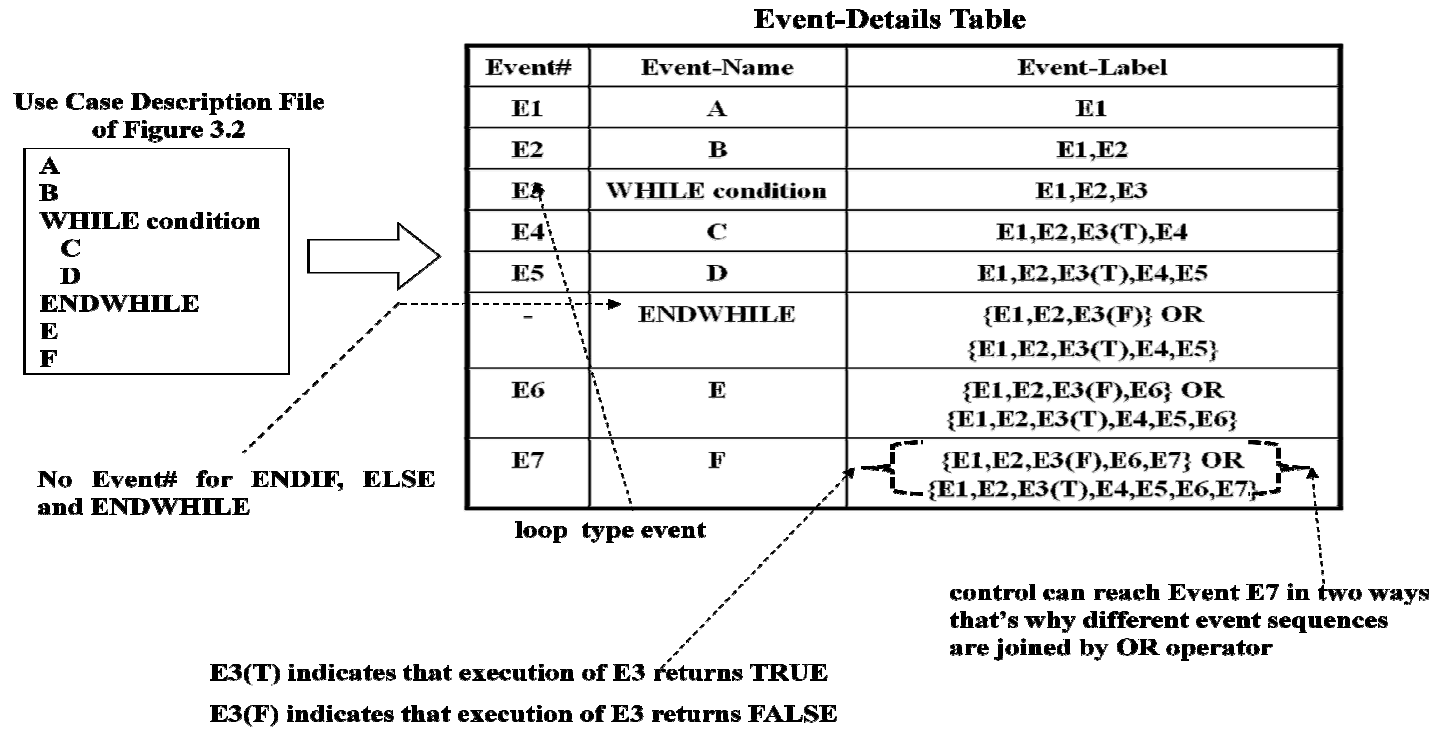 Event-Details Table
Use Case Description File
of Figure 3.2
A
B
WHILE condition
C
D
ENDWHILE
E
F
Event# Event-Name Event-Label
E1 A E1
E2 B E1,E2
E3 WHILE condition E1,E2,E3
E4 C E1,E2,E3(T),E4
E5 D E1,E2,E3(T),E4,E5
- ENDWHILE {E1,E2,E3(F)} OR
{E1,E2,E3(T),E4,E5}
E6 E {E1,E2,E3(F),E6} OR
{E1,E2,E3(T),E4,E5,E6}
E7 F {E1,E2,E3(F),E6,E7} OR
{E1,E2,E3(T),E4,E5,E6,E7}
No Event# for ENDIF, ELSE
and ENDWHILE
loop type event
control can reach Event E7 in two ways
that's why different event sequences
are joined by OR operator
E3(T) indicates that execution of E3 returns TRUE
E3(F) indicates that execution of E3 returns FALSE